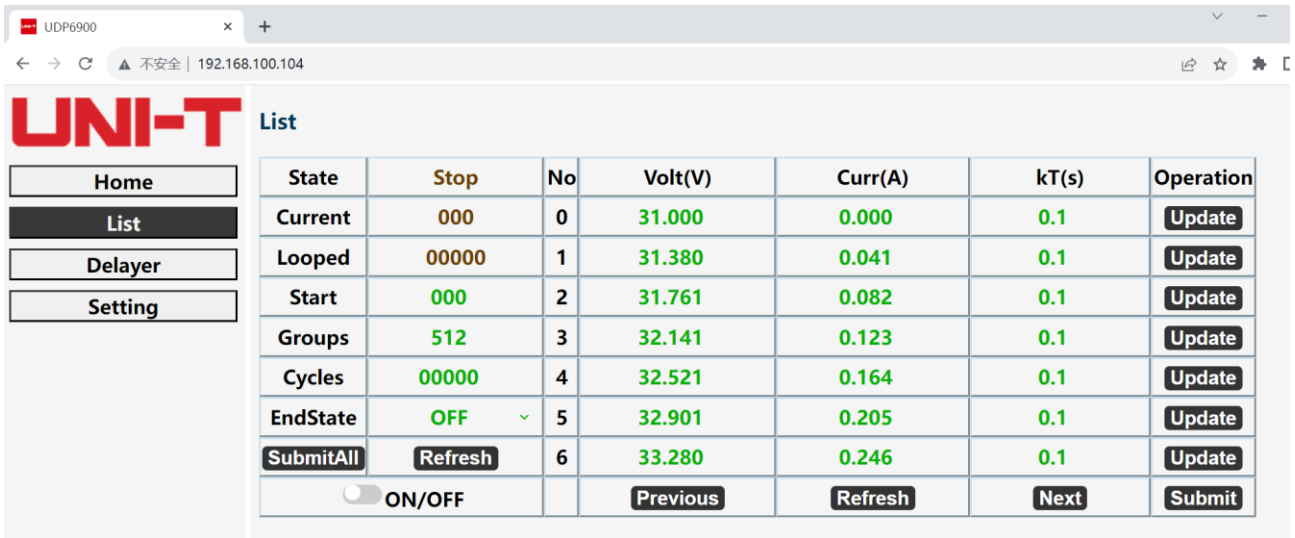 UNI-T UDP6900
不安全 | 192.168.100.104
UNI-T
Home
List
Delayer
Setting
List
State Stop No Volt(V) Curr(A) kT(s) Operation
Current 000 0 31.000 0.000 0.1 Update
Looped 00000 1 31.380 0.041 0.1 Update
Start 000 2 31.761 0.082 0.1 Update
Groups 512 3 32.141 0.123 0.1 Update
Cycles 00000 4 32.521 0.164 0.1 Update
EndState OFF 5 32.901 0.205 0.1 Update
SubmitAll Refresh 6 33.280 0.246 0.1 Update
ON/OFF Previous Refresh Next Submit